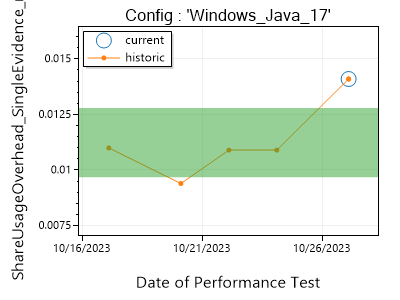 Config : 'Windows_Java_17'
current
historic
0.015
0.0125
0.01
0.0075
10/16/2023
10/21/2023
10/26/2023
Date of Performance Test
ShareUsageOverhead_SingleEvidence_